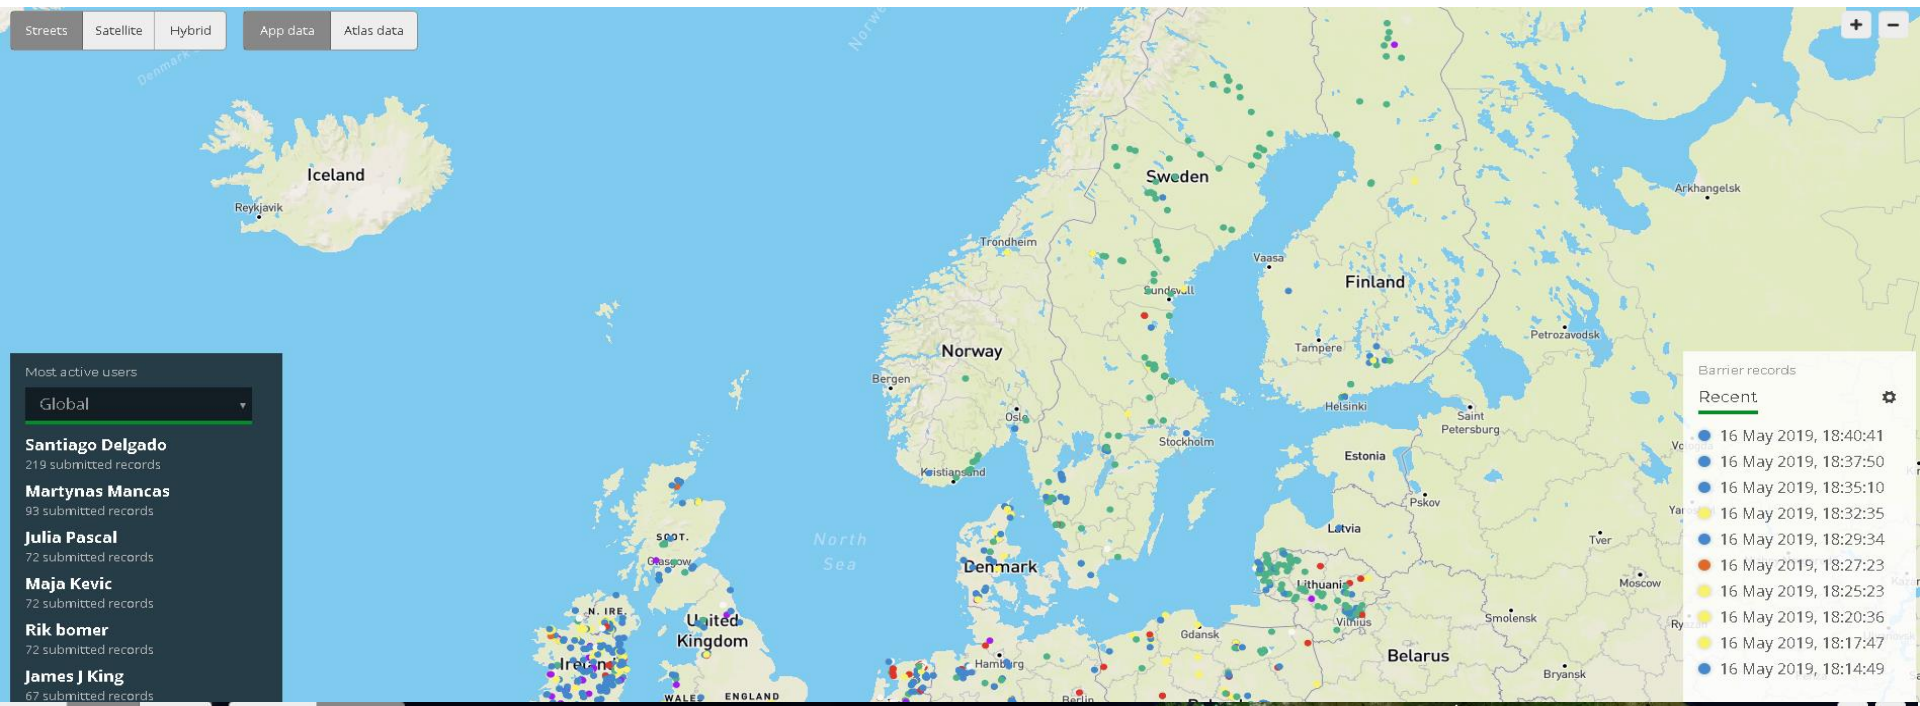 Streets
Satellite
Hybrid
App data
Atlas data
+
−
Iceland
Reykjavik
Sweden
Arkhangelsk
Trondheim
Vaasa
Sundsvall
Finland
Petrozavodsk
Tampere
Norway
Bergen
Oslo
Helsinki
Saint
Petersburg
Stockholm
Kristiansand
Estonia
Pskov
Latvia
Tver
North
Sea
SCOT.
Glasgow
Denmark
Lithuania
Moscow
Vilnius
Smolensk
N. IRE.
United
Kingdom
Gdansk
Ireland
Hamburg
Belarus
Bryansk
WALES
ENGLAND
Berlin
Most active users
Global
Santiago Delgado
219 submitted records
Martynas Mancas
93 submitted records
Julia Pascal
72 submitted records
Maja Kevic
72 submitted records
Rik bomer
72 submitted records
James J King
67 submitted records
Barrier records
Recent
16 May 2019, 18:40:41
16 May 2019, 18:37:50
16 May 2019, 18:35:10
16 May 2019, 18:32:35
16 May 2019, 18:29:34
16 May 2019, 18:27:23
16 May 2019, 18:25:23
16 May 2019, 18:20:36
16 May 2019, 18:17:47
16 May 2019, 18:14:49